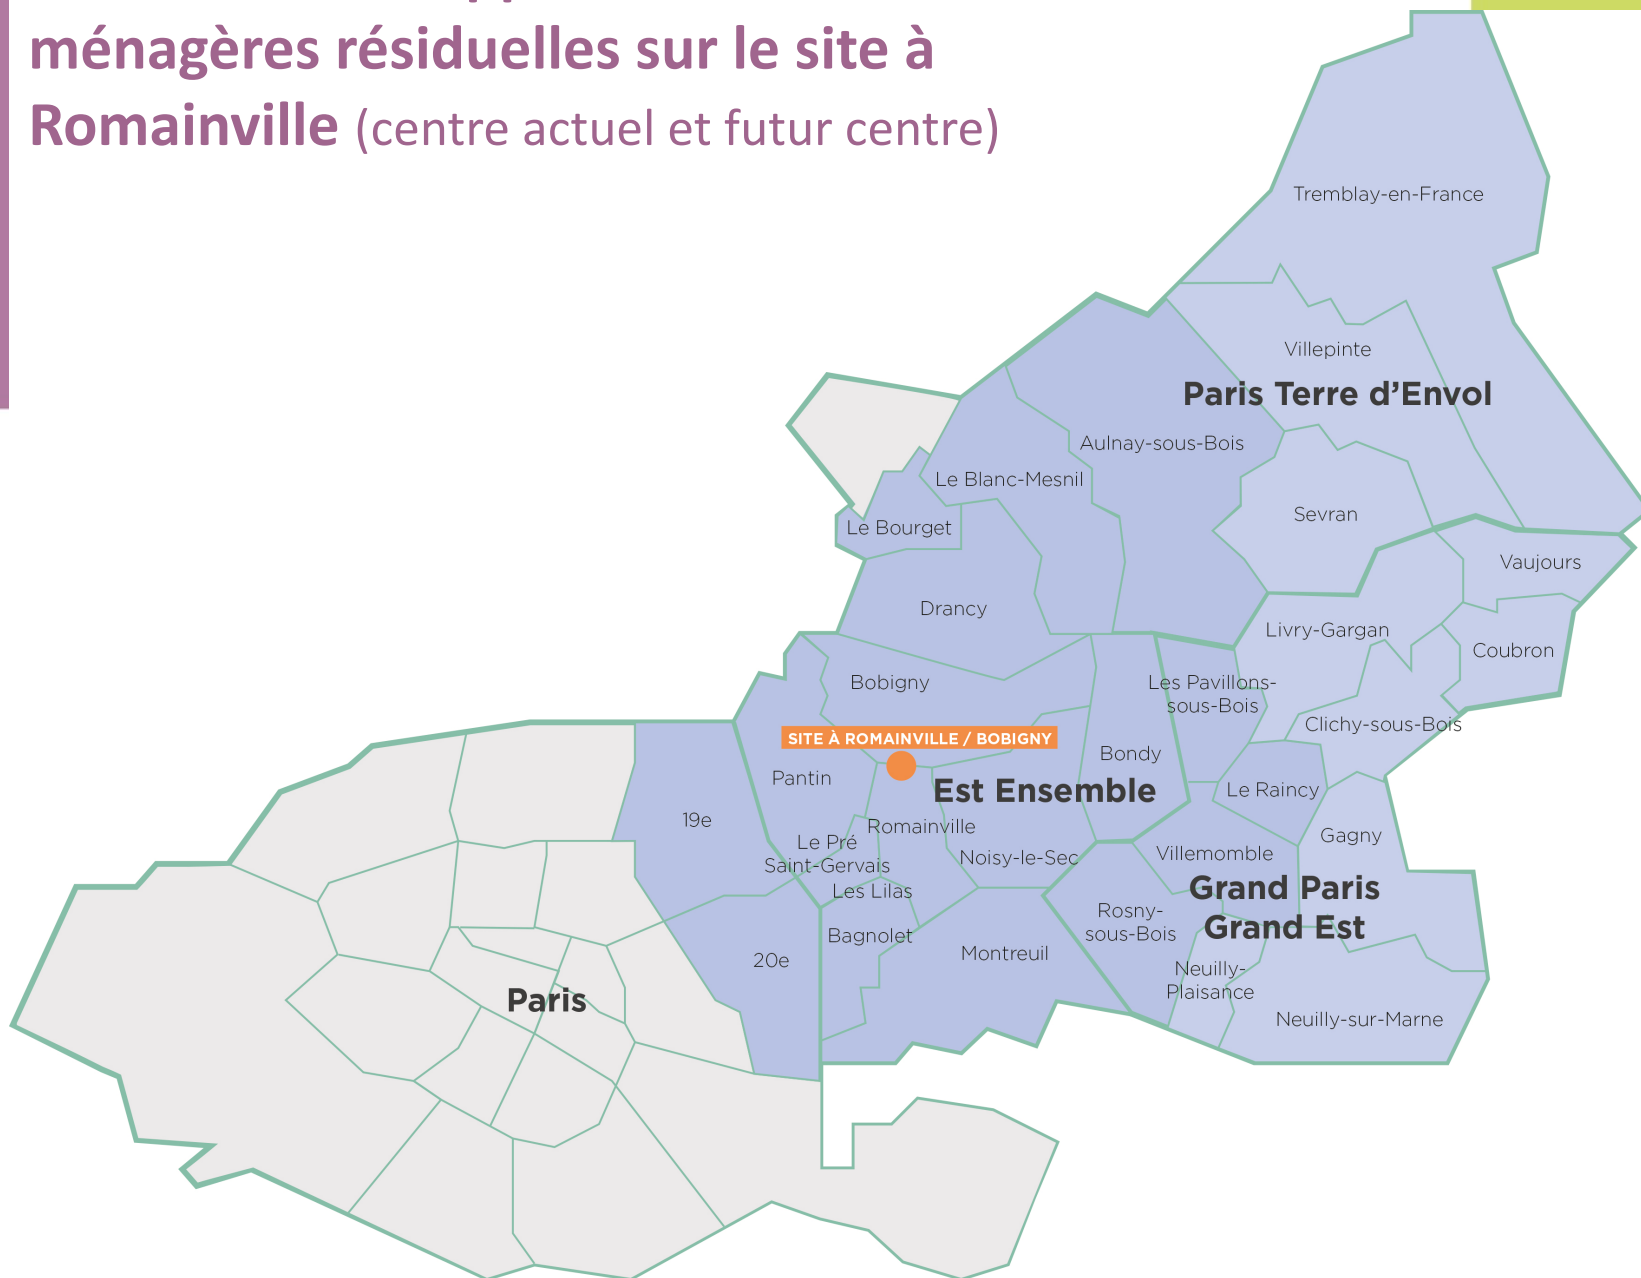 ménagères résiduelles sur le site à
Romainville (centre actuel et futur centre)
Tremblay-en-France
Villepinte
Paris Terre d’Envol
Aulnay-sous-Bois
Le Blanc-Mesnil
Sevran
Le Bourget
Vaujours
Drancy
Livry-Gargan
Coubron
Bobigny
Les Pavillons-
sous-Bois
Clichy-sous-Bois
SITE À ROMAINVILLE / BOBIGNY
Bondy
Pantin
Est Ensemble
Le Raincy
19e
Romainville
Gagny
Le Pré
Saint-Gervais
Noisy-le-Sec
Villemomble
Les Lilas
Grand Paris
Grand Est
Rosny-
sous-Bois
Bagnolet
Montreuil
20e
Neuilly-
Plaisance
Paris
Neuilly-sur-Marne